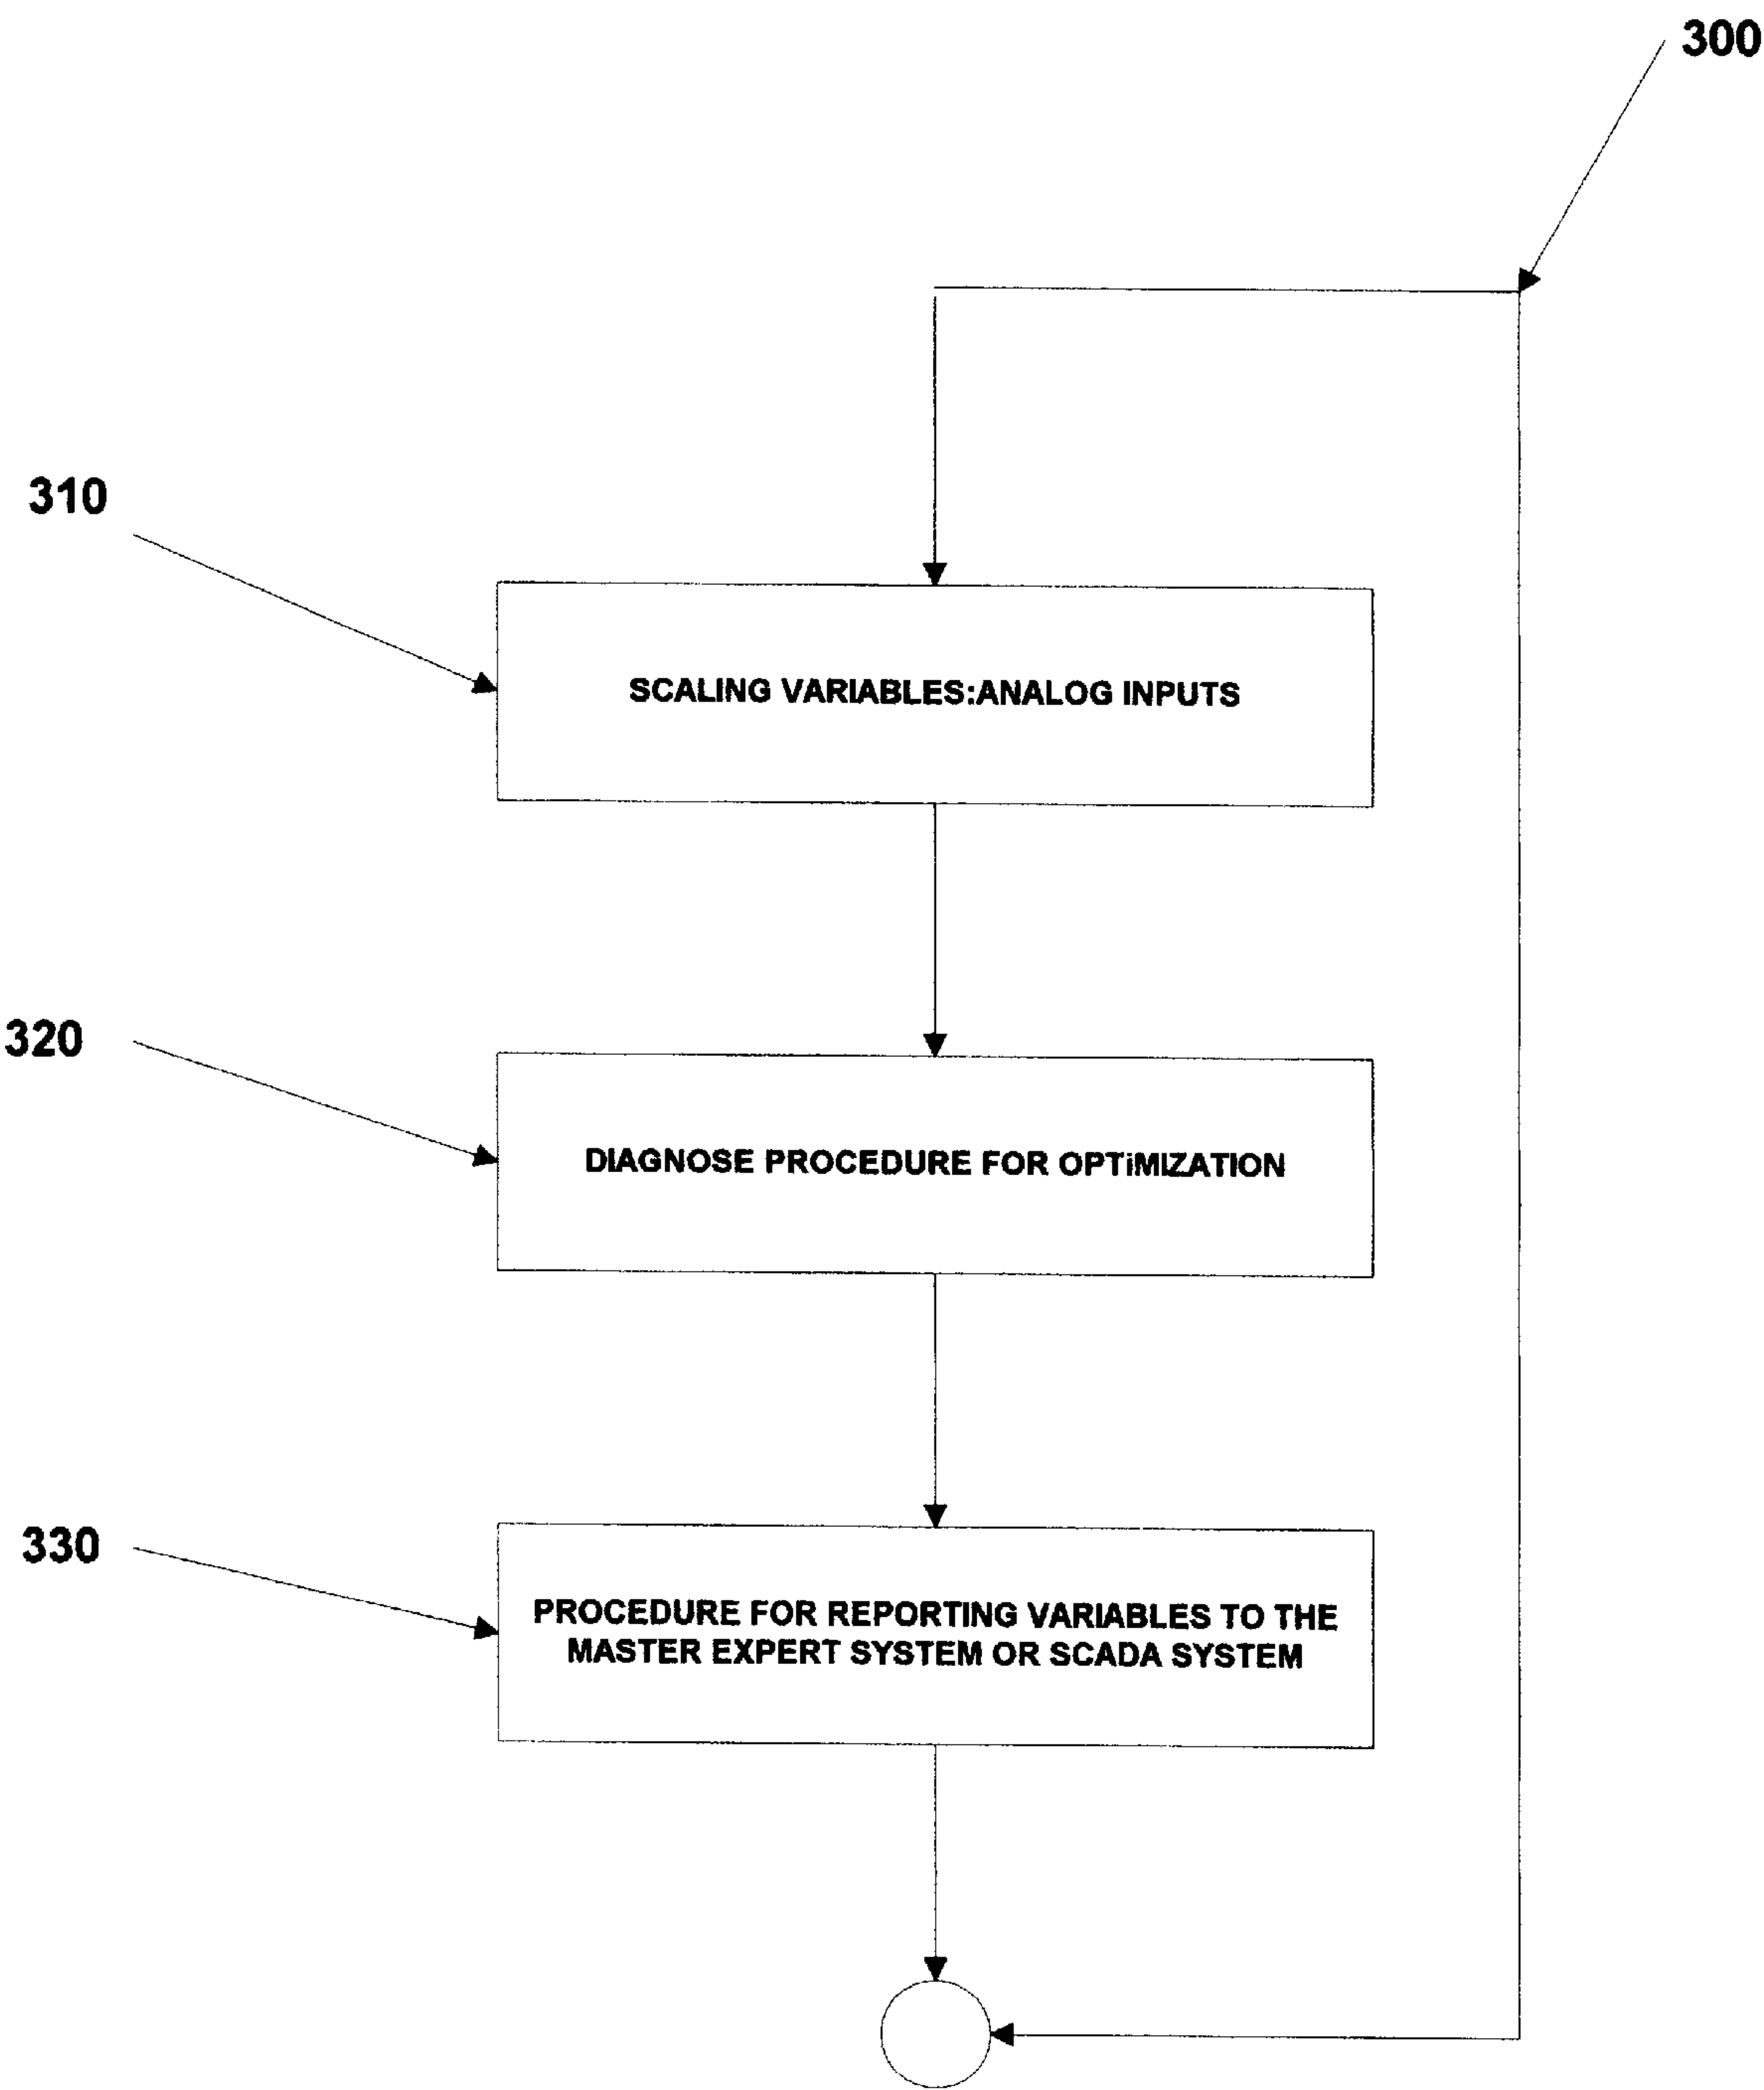 300
310
SCALING VARIABLES:ANALOG INPUTS
320
DIAGNOSE PROCEDURE FOR OPTiMIZATION
330
PROCEDURE FOR REPORTING VARIABLES TO THE
MASTER EXPERT SYSTEM OR SCADA SYSTEM